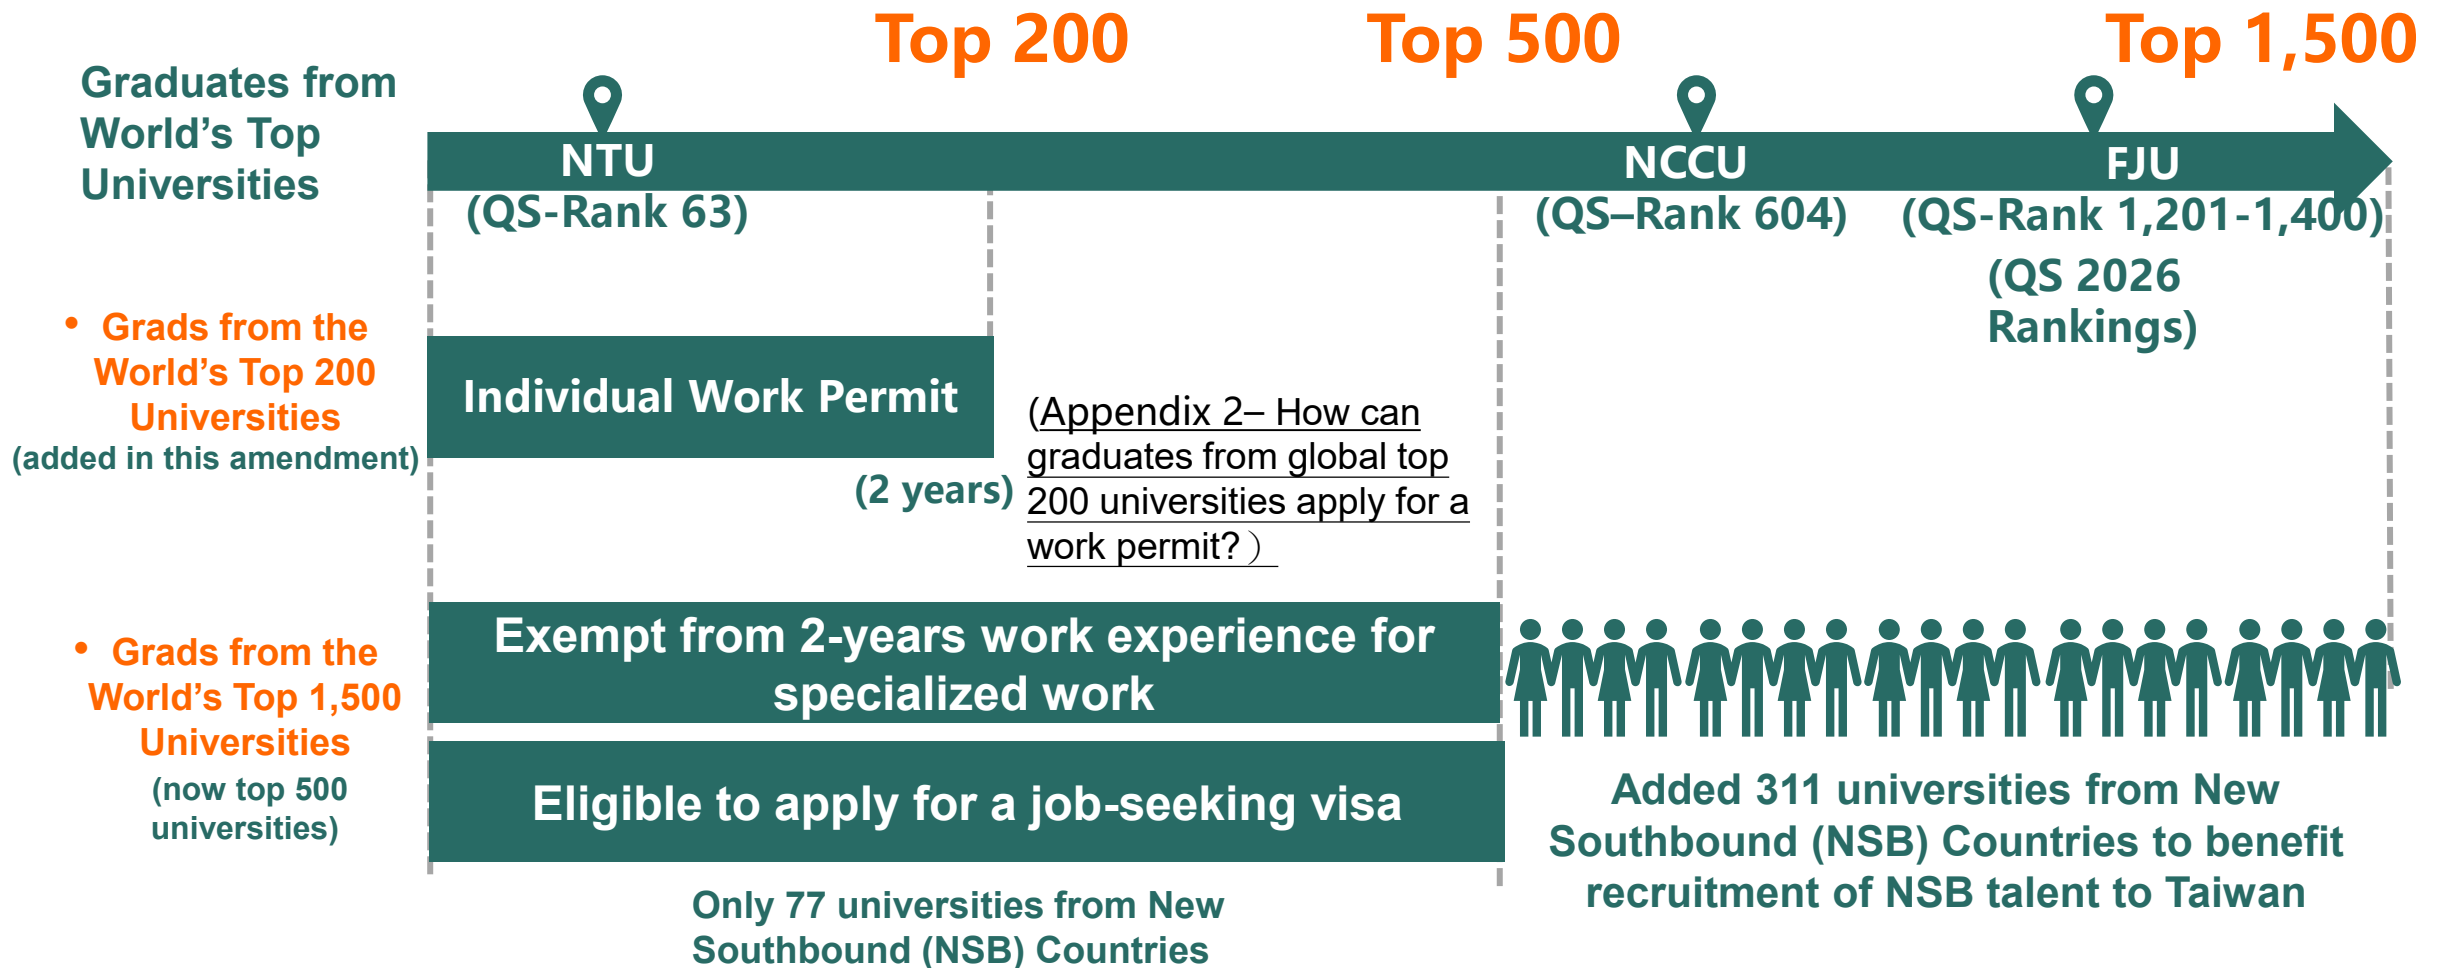 Top 200
Top 500
Top 1,500
Graduates from
World’s Top
Universities
NTU
NCCU
FJU
(QS-Rank 63)
(QS–Rank 604)
(QS-Rank 1,201-1,400)
(QS 2026
Rankings)
• Grads from the
World’s Top 200
Universities
(added in this amendment)
Individual Work Permit
(2 years)
(Appendix 2– How can
graduates from global top
200 universities apply for a
work permit?）
• Grads from the
World’s Top 1,500
Universities
(now top 500
universities)
Exempt from 2-years work experience for
specialized work
Eligible to apply for a job-seeking visa
Only 77 universities from New
Southbound (NSB) Countries
Added 311 universities from New
Southbound (NSB) Countries to benefit
recruitment of NSB talent to Taiwan